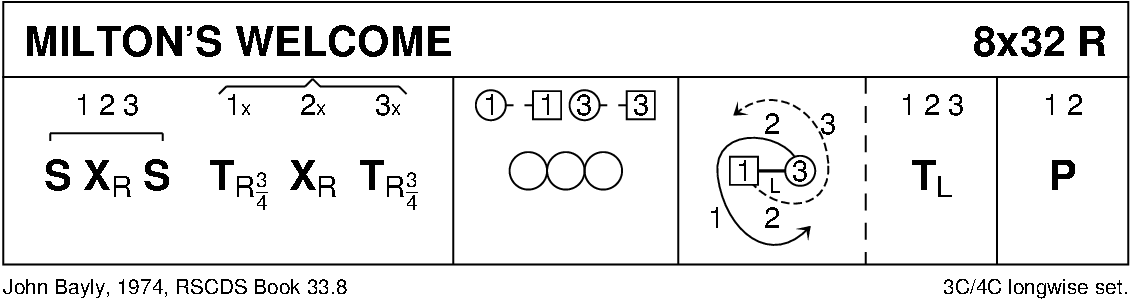 MILTON'S WELCOME 8x32 R
1 2 3 1x 2x 3x 1 1 3 3 2 3 1 2 3 1 2
S XR S TR3/4 XR TR3/4 1 3 L TL P
1 2
John Bayly, 1974, RSCDS Book 33.8 3C/4C longwise set.